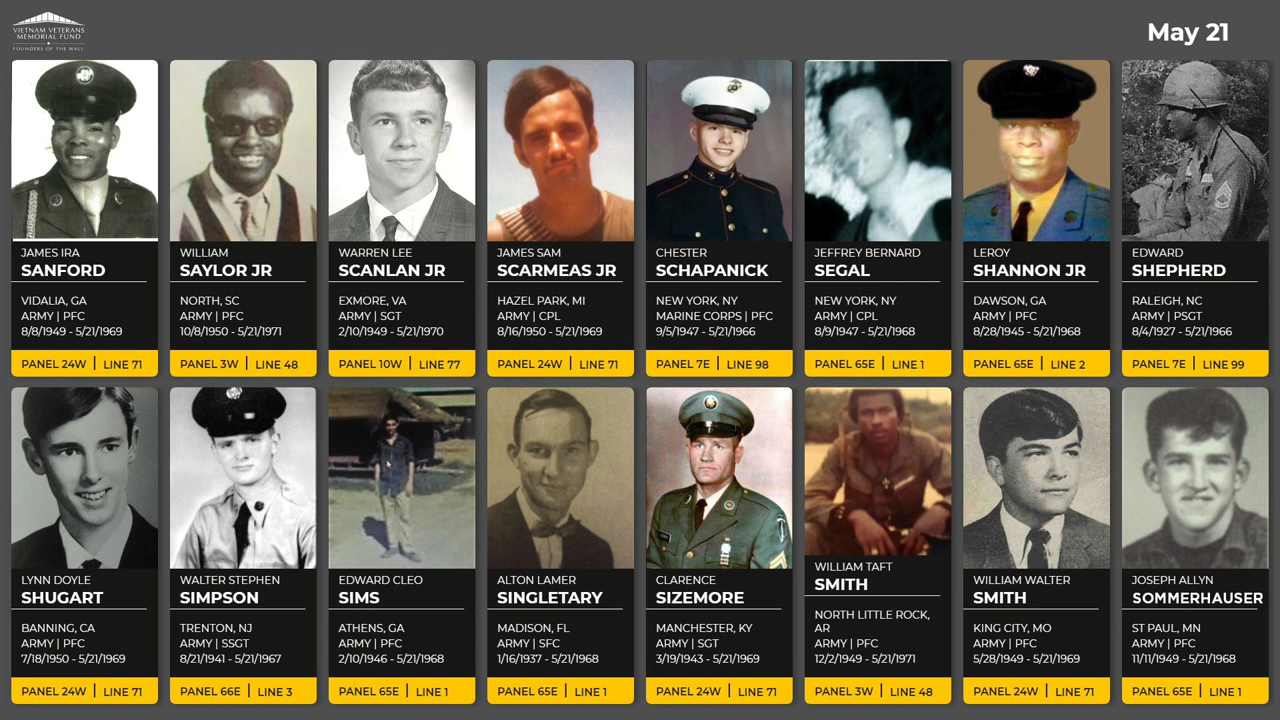 VIETNAM VETERANS
MEMORIAL FUND
FOUNDERS OF THE WALL
May 21
JAMES IRA
SANFORD
VIDALIA, GA
ARMY | PFC
8/8/1949 - 5/21/1969
PANEL 24W | LINE 71
WILLIAM
SAYLOR JR
NORTH, SC
ARMY | PFC
10/8/1950 - 5/21/1971
PANEL 3W | LINE 48
WARREN LEE
SCANLAN JR
EXMORE, VA
ARMY | SGT
2/10/1949 - 5/21/1970
PANEL 10W | LINE 77
JAMES SAM
SCARMEAS JR
HAZEL PARK, MI
ARMY | CPL
8/16/1950 - 5/21/1969
PANEL 24W | LINE 71
CHESTER
SCHAPANICK
NEW YORK, NY
MARINE CORPS | PFC
9/5/1947 - 5/21/1966
PANEL 7E | LINE 98
JEFFREY BERNARD
SEGAL
NEW YORK, NY
ARMY | CPL
8/9/1947 - 5/21/1968
PANEL 65E | LINE 1
LEROY
SHANNON JR
DAWSON, GA
ARMY | PFC
8/28/1945 - 5/21/1968
PANEL 65E | LINE 2
EDWARD
SHEPHERD
RALEIGH, NC
ARMY | PSGT
8/4/1927 - 5/21/1966
PANEL 7E | LINE 99
LYNN DOYLE
SHUGART
BANNING, CA
ARMY | PFC
7/18/1950 - 5/21/1969
PANEL 24W | LINE 71
WALTER STEPHEN
SIMPSON
TRENTON, NJ
ARMY | SSGT
8/21/1941 - 5/21/1967
PANEL 66E | LINE 3
EDWARD CLEO
SIMS
ATHENS, GA
ARMY | PFC
2/10/1946 - 5/21/1968
PANEL 65E | LINE 1
ALTON LAMER
SINGLETARY
MADISON, FL
ARMY | SFC
1/16/1937 - 5/21/1968
PANEL 65E | LINE 1
CLARENCE
SIZEMORE
MANCHESTER, KY
ARMY | SGT
3/19/1943 - 5/21/1969
PANEL 24W | LINE 71
WILLIAM TAFT
SMITH
NORTH LITTLE ROCK,
AR
ARMY | PFC
12/2/1949 - 5/21/1971
PANEL 3W | LINE 48
WILLIAM WALTER
SMITH
KING CITY, MO
ARMY | PFC
5/28/1949 - 5/21/1969
PANEL 24W | LINE 71
JOSEPH ALLYN
SOMMERHAUSER
ST PAUL, MN
ARMY | PFC
11/11/1949 - 5/21/1968
PANEL 65E | LINE 1